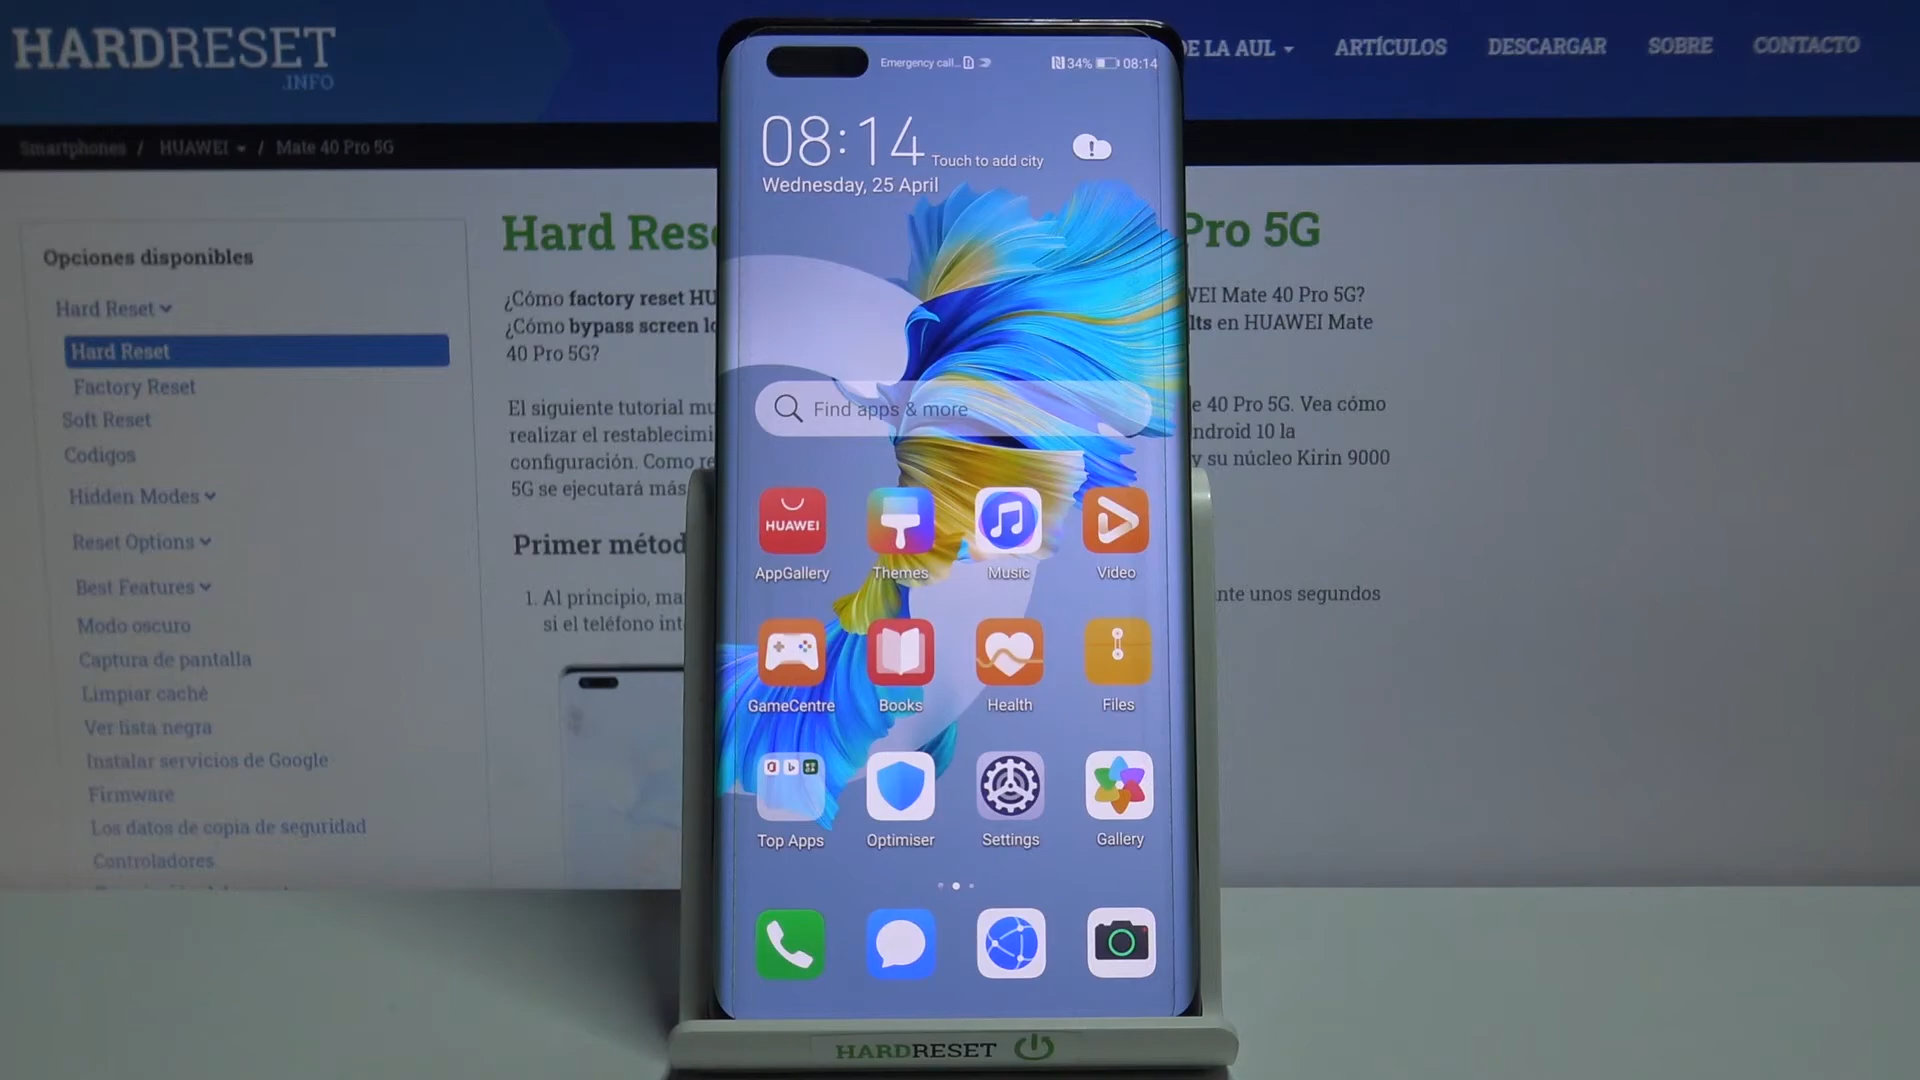 HARDRESET
.INFO
DE LA AUL
ARTÍCULOS
DESCARGAR
SOBRE
CONTACTO
Smartphones / HUAWEI / Mate 40 Pro 5G
Opciones disponibles
Hard Reset
Hard Reset
Factory Reset
Soft Reset
Codigos
Hidden Modes
Reset Options
Best Features
Modo oscuro
Captura de pantalla
Limpiar caché
Ver lista negra
Instalar servicios de Google
Firmware
Los datos de copia de seguridad
Controladores
Hard Rese
Pro 5G
¿Cómo factory reset HU
WEI Mate 40 Pro 5G?
¿Cómo bypass screen lo
lts en HUAWEI Mate
40 Pro 5G?
El siguiente tutorial mu
e 40 Pro 5G. Vea cómo
realizar el restablecimi
ndroid 10 la
configuración. Como re
y su núcleo Kirin 9000
5G se ejecutará más
Primer métod
1. Al principio, ma
nte unos segundos
si el teléfono int
Emergency call...
34%
08:14
08:14
Touch to add city
Wednesday, 25 April
Find apps & more
HUAWEI
AppGallery
Themes
Music
Video
GameCentre
Books
Health
Files
Top Apps
Optimiser
Settings
Gallery
HARDRESET